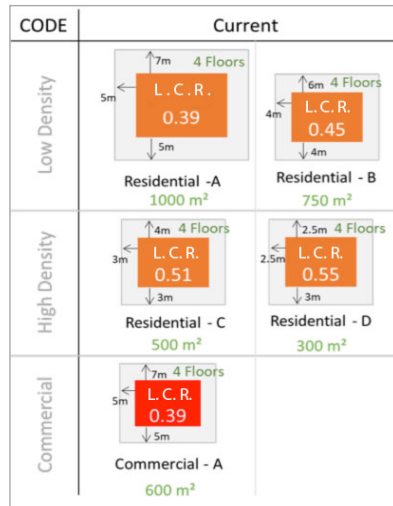 CODE
Current
Low Density
7m 4 Floors
5m
L.C.R.
0.39
5m
Residential -A
1000 m²
6m 4 Floors
4m
L.C.R.
0.45
4m
Residential - B
750 m²
High Density
4m 4 Floors
3m
L.C.R.
0.51
3m
Residential - C
500 m²
2.5m 4 Floors
2.5m
L.C.R.
0.55
3m
Residential - D
300 m²
Commercial
7m 4 Floors
5m
L.C.R.
0.39
5m
Commercial - A
600 m²